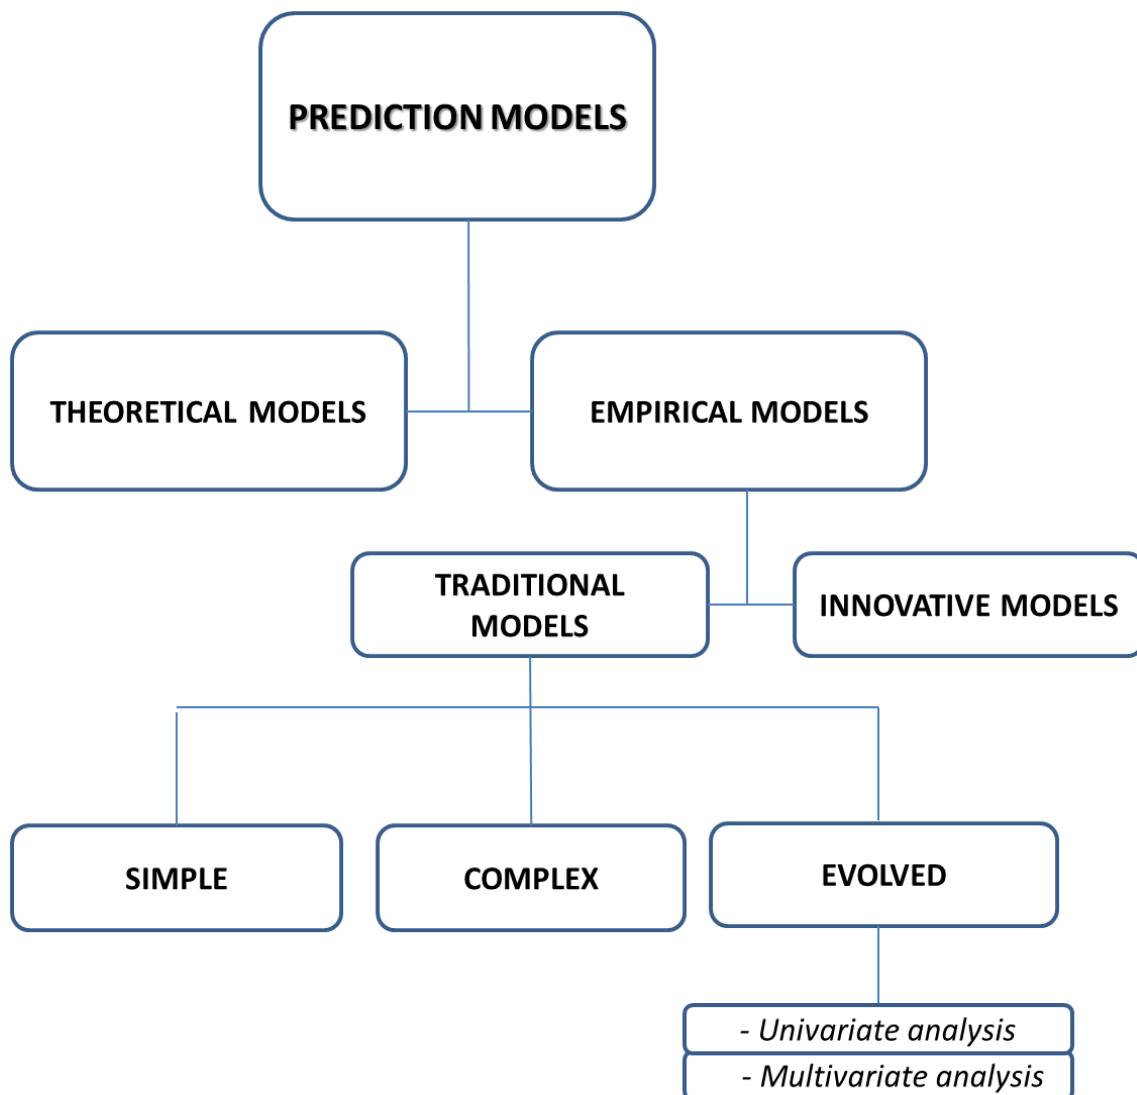 PREDICTION MODELS
THEORETICAL MODELS
EMPIRICAL MODELS
TRADITIONAL
MODELS
INNOVATIVE MODELS
SIMPLE
COMPLEX
EVOLVED
- Univariate analysis
- Multivariate analysis